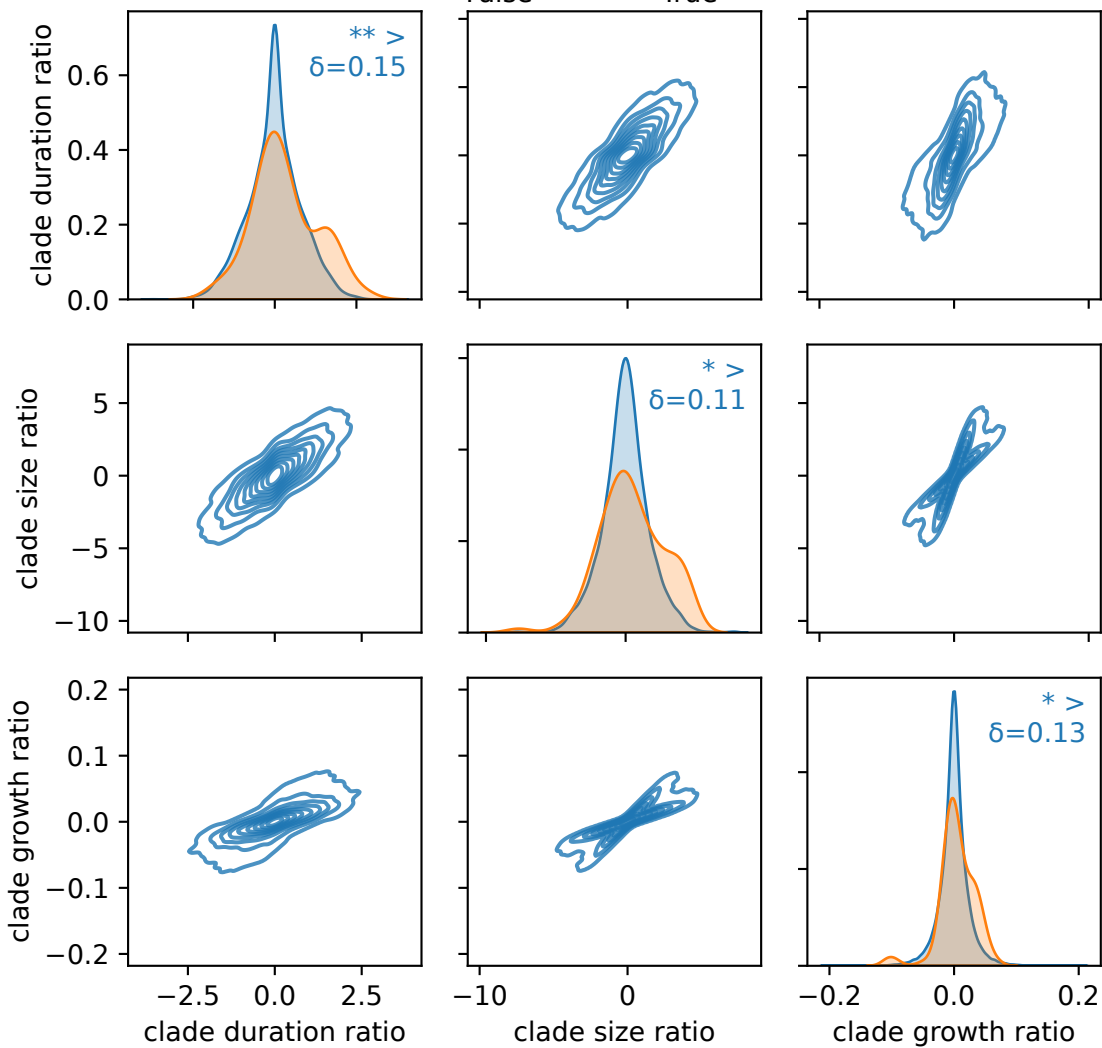 True
clade duration ratio
0.6
0.4
0.2
0.0
** >
δ=0.15
clade size ratio
5
0
−5
−10
* >
δ=0.11
clade growth ratio
0.2
0.1
0.0
−0.1
−0.2
* >
δ=0.13
−2.5
0.0
2.5
−10
0
−0.2
0.0
0.2
clade duration ratio
clade size ratio
clade growth ratio